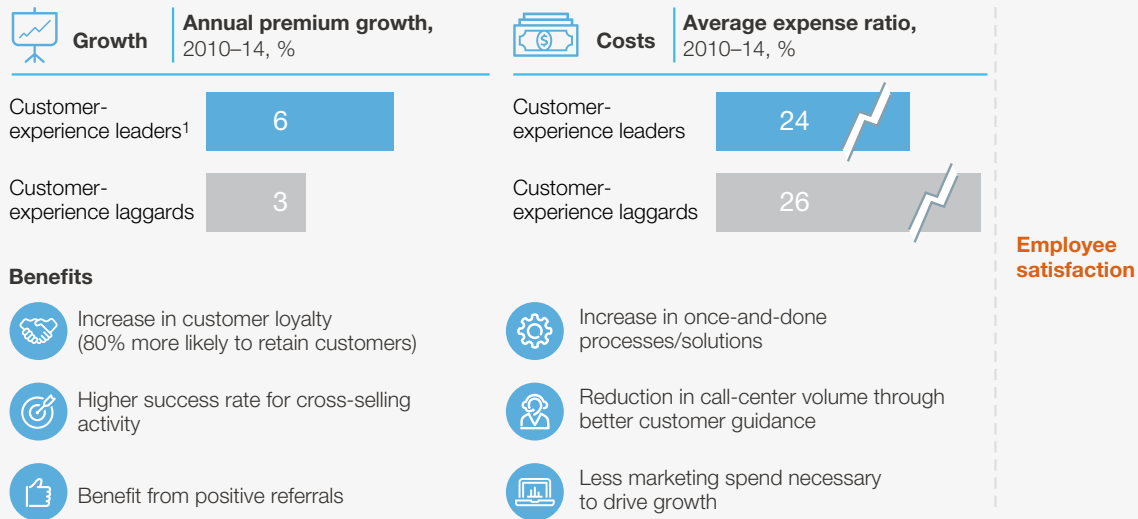 Growth
Annual premium growth,
2010–14, %
Customer-
experience leaders¹
6
Customer-
experience laggards
3
Costs
Average expense ratio,
2010–14, %
Customer-
experience leaders
24
Customer-
experience laggards
26
Employee
satisfaction
Benefits
Increase in customer loyalty
(80% more likely to retain customers)
Higher success rate for cross-selling
activity
Benefit from positive referrals
Increase in once-and-done
processes/solutions
Reduction in call-center volume through
better customer guidance
Less marketing spend necessary
to drive growth